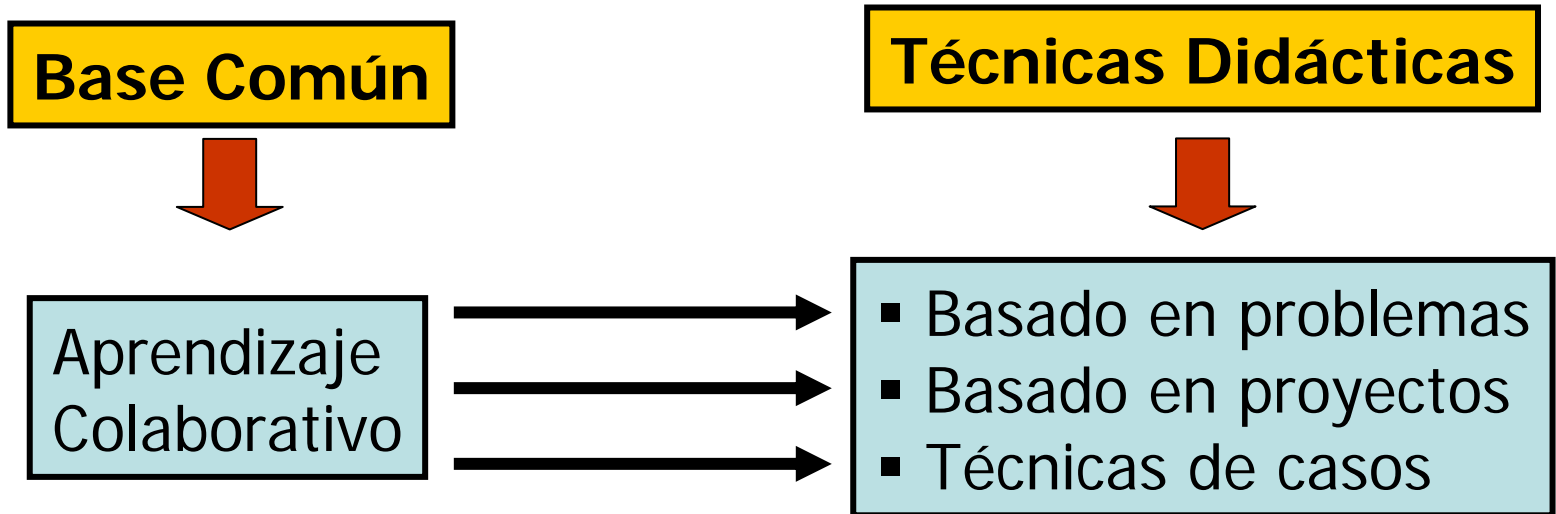 Base Común
Técnicas Didácticas
Aprendizaje
Colaborativo
▪ Basado en problemas
▪ Basado en proyectos
▪ Técnicas de casos